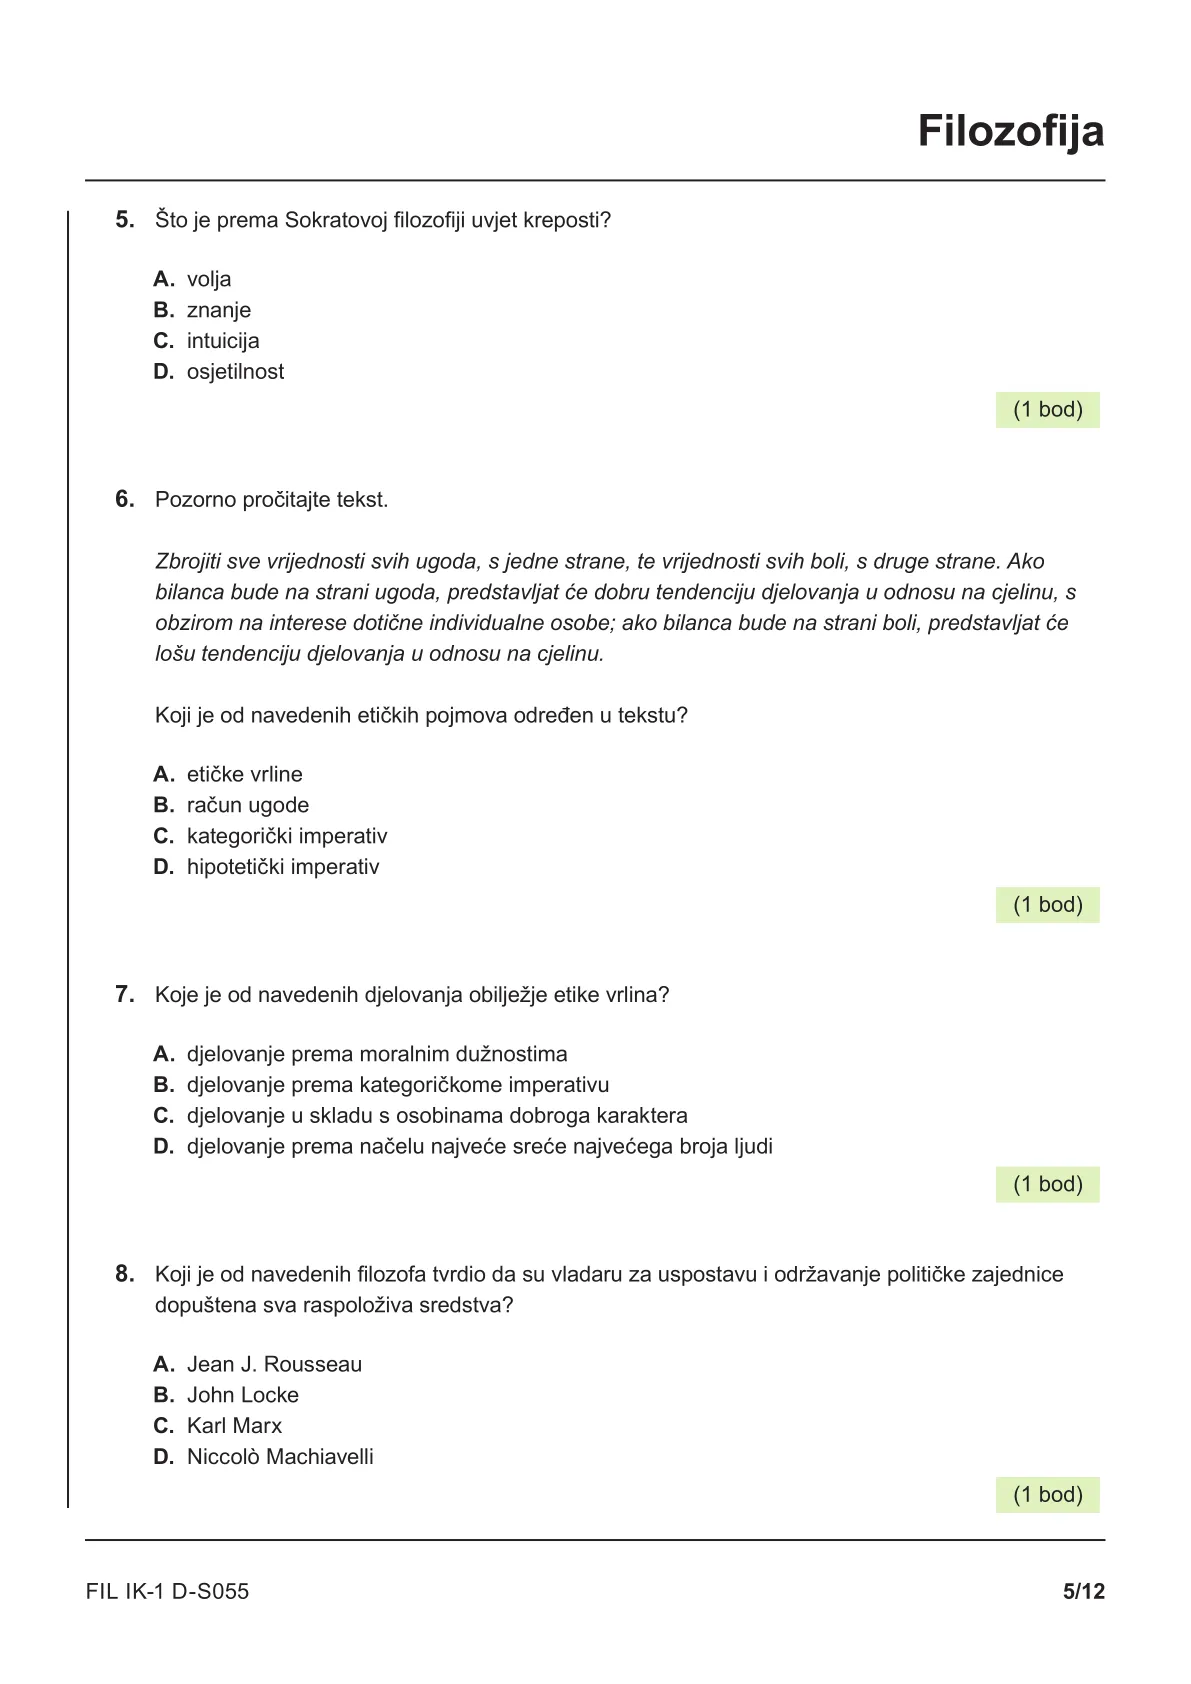 Filozofija
5. Što je prema Sokratovoj filozofiji uvjet kreposti?
A. volja
B. znanje
C. intuicija
D. osjetilnost
(1 bod)
6. Pozorno pročitajte tekst.
Zbrojiti sve vrijednosti svih ugoda, s jedne strane, te vrijednosti svih boli, s druge strane. Ako
bilanca bude na strani ugoda, predstavljat će dobru tendenciju djelovanja u odnosu na cjelinu, s
obzirom na interese dotične individualne osobe; ako bilanca bude na strani boli, predstavljat će
lošu tendenciju djelovanja u odnosu na cjelinu.
Koji je od navedenih etičkih pojmova određen u tekstu?
A. etičke vrline
B. račun ugode
C. kategorički imperativ
D. hipotetički imperativ
(1 bod)
7. Koje je od navedenih djelovanja obilježje etike vrlina?
A. djelovanje prema moralnim dužnostima
B. djelovanje prema kategoričkome imperativu
C. djelovanje u skladu s osobinama dobroga karaktera
D. djelovanje prema načelu najveće sreće najvećega broja ljudi
(1 bod)
8. Koji je od navedenih filozofa tvrdio da su vladaru za uspostavu i održavanje političke zajednice
dopuštena sva raspoloživa sredstva?
A. Jean J. Rousseau
B. John Locke
C. Karl Marx
D. Niccolò Machiavelli
(1 bod)
FIL IK-1 D-S055
5/12